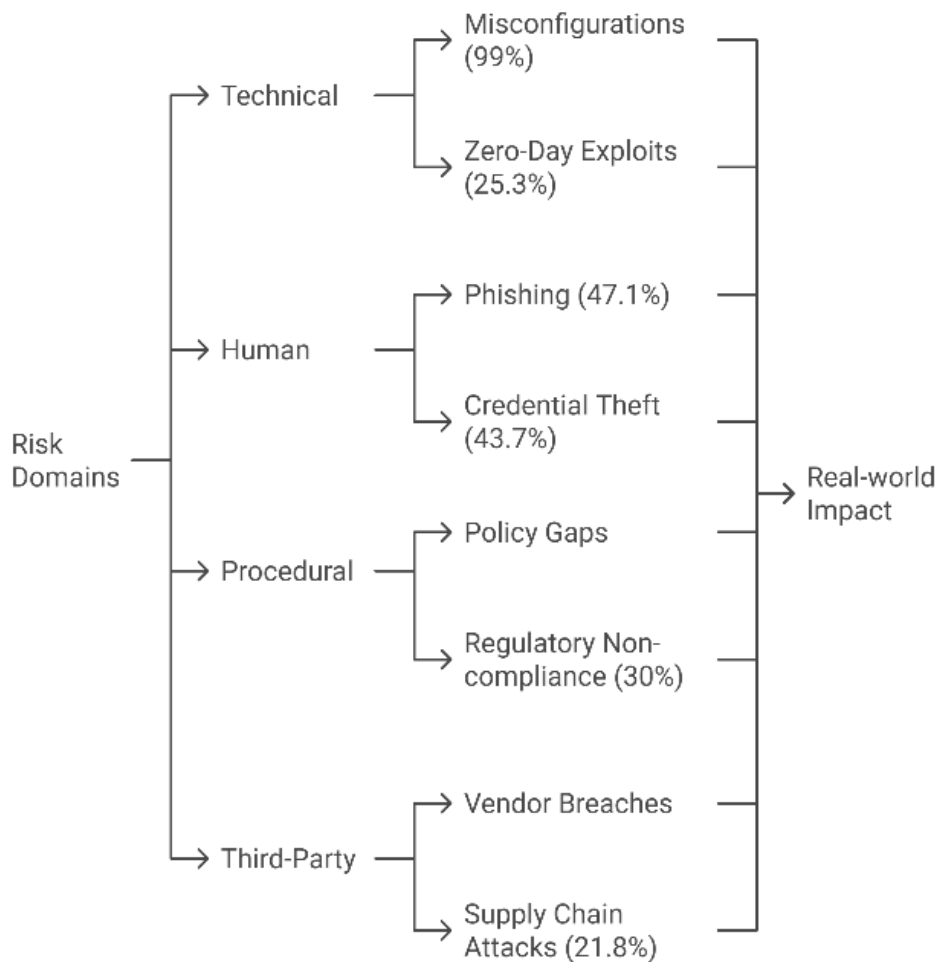 Risk
Domains
Technical
Misconfigurations
(99%)
Zero-Day Exploits
(25.3%)
Human
Phishing (47.1%)
Credential Theft
(43.7%)
Procedural
Policy Gaps
Regulatory Non-
compliance (30%)
Third-Party
Vendor Breaches
Supply Chain
Attacks (21.8%)
Real-world
Impact